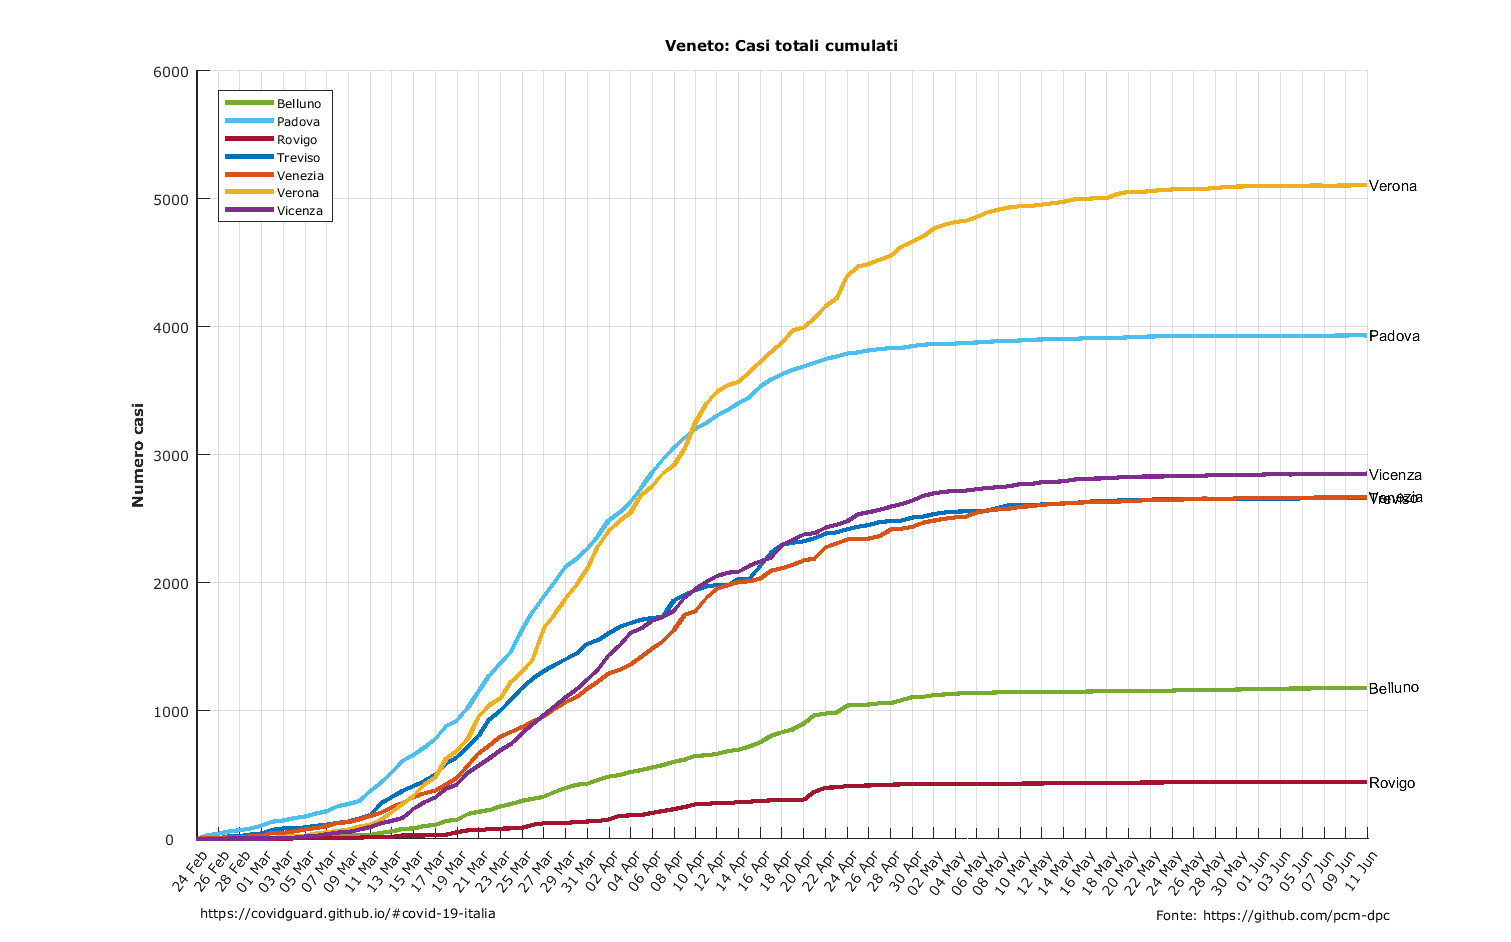 Veneto: Casi totali cumulati
6000
5000
4000
3000
2000
1000
0
Numero casi
Belluno
Padova
Rovigo
Treviso
Venezia
Verona
Vicenza
Verona
Padova
Vicenza
Venezia
Treviso
Belluno
Rovigo
24 Feb
26 Feb
28 Feb
01 Mar
03 Mar
05 Mar
07 Mar
09 Mar
11 Mar
13 Mar
15 Mar
17 Mar
19 Mar
21 Mar
23 Mar
25 Mar
27 Mar
29 Mar
31 Mar
02 Apr
04 Apr
06 Apr
08 Apr
10 Apr
12 Apr
14 Apr
16 Apr
18 Apr
20 Apr
22 Apr
24 Apr
26 Apr
28 Apr
30 Apr
02 May
04 May
06 May
08 May
10 May
12 May
14 May
16 May
18 May
20 May
22 May
24 May
26 May
28 May
30 May
01 Jun
03 Jun
05 Jun
07 Jun
09 Jun
11 Jun
https://covidguard.github.io/#covid-19-italia
Fonte: https://github.com/pcm-dpc